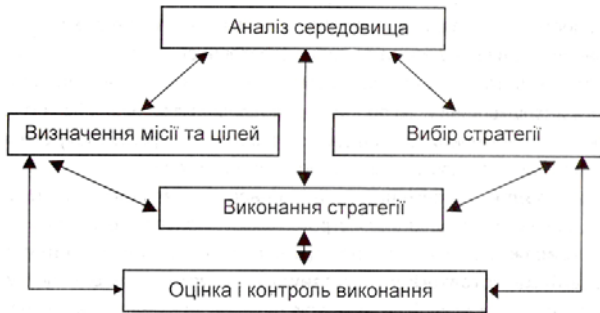 Аналіз середовища
Визначення місії та цілей
Вибір стратегії
Виконання стратегії
Оцінка і контроль виконання